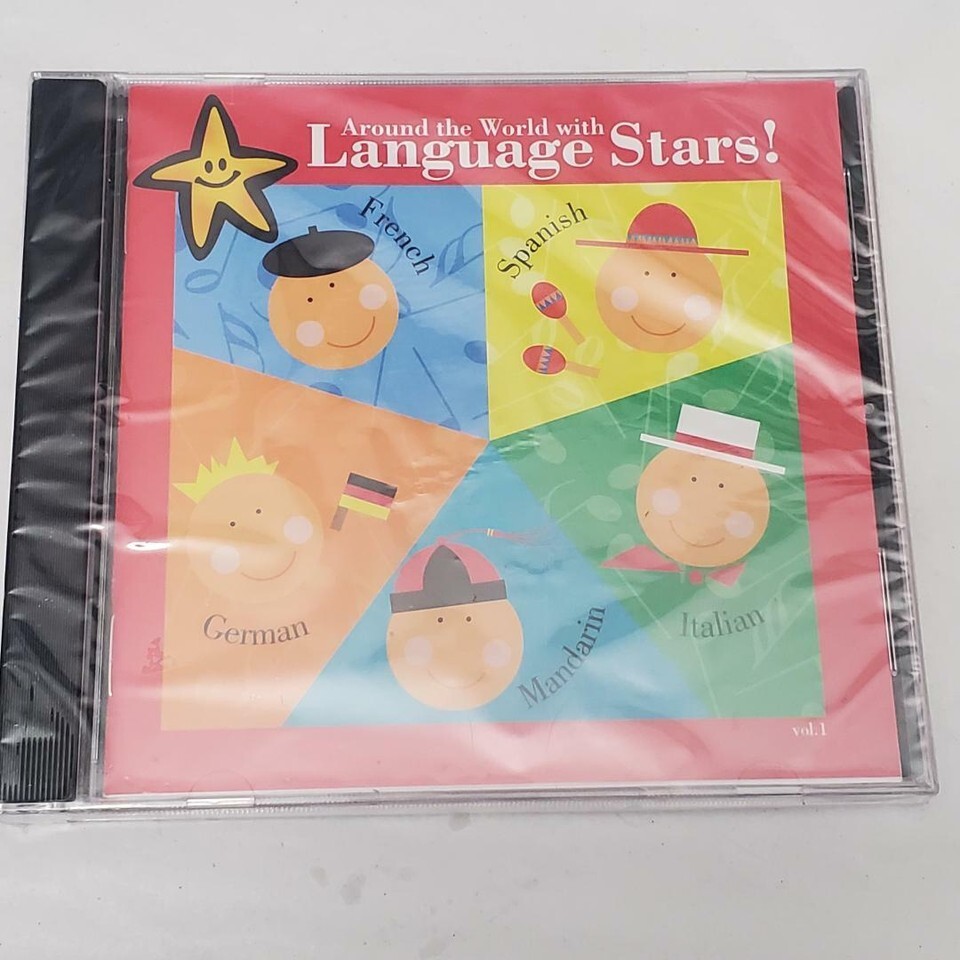 Around the World with
Language Stars!
French
Spanish
German
Mandarin
Italian
vol.1